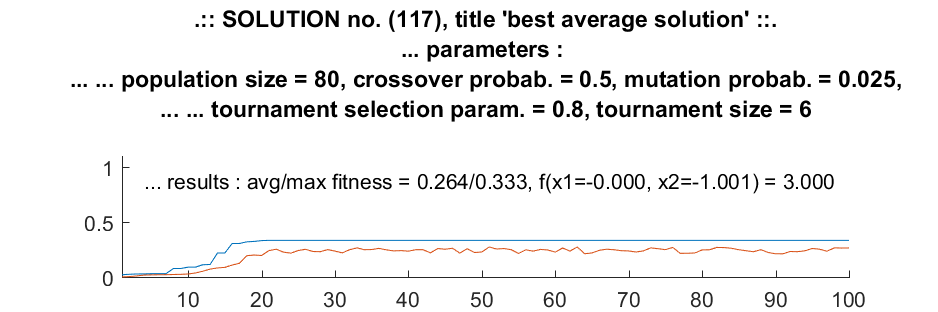 .:: SOLUTION no. (117), title 'best average solution' ::.
... parameters :
... ... population size = 80, crossover probab. = 0.5, mutation probab. = 0.025,
... ... tournament selection param. = 0.8, tournament size = 6
1
... results : avg/max fitness = 0.264/0.333, f(x1=-0.000, x2=-1.001) = 3.000
0.5
0
10 20 30 40 50 60 70 80 90 100